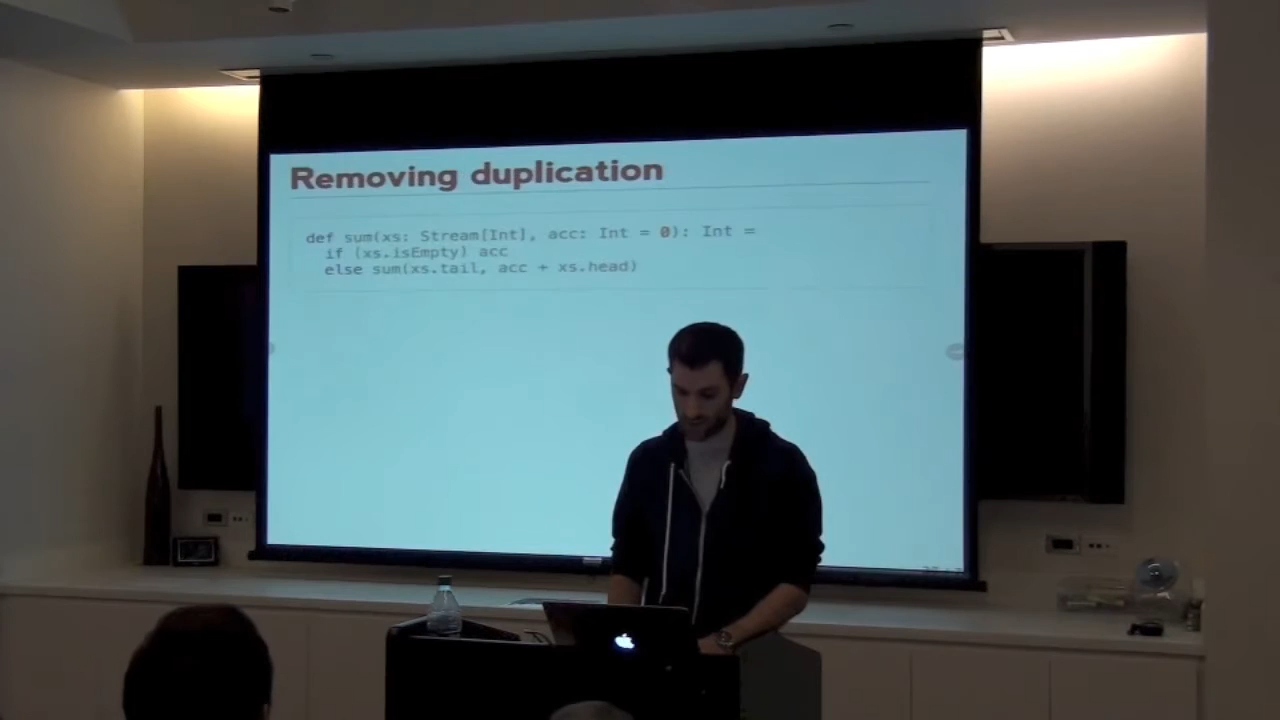 Removing duplication
def sum(xs: Stream[Int], acc: Int = 0): Int =
if (xs.isEmpty) acc
else sum(xs.tail, acc + xs.head)